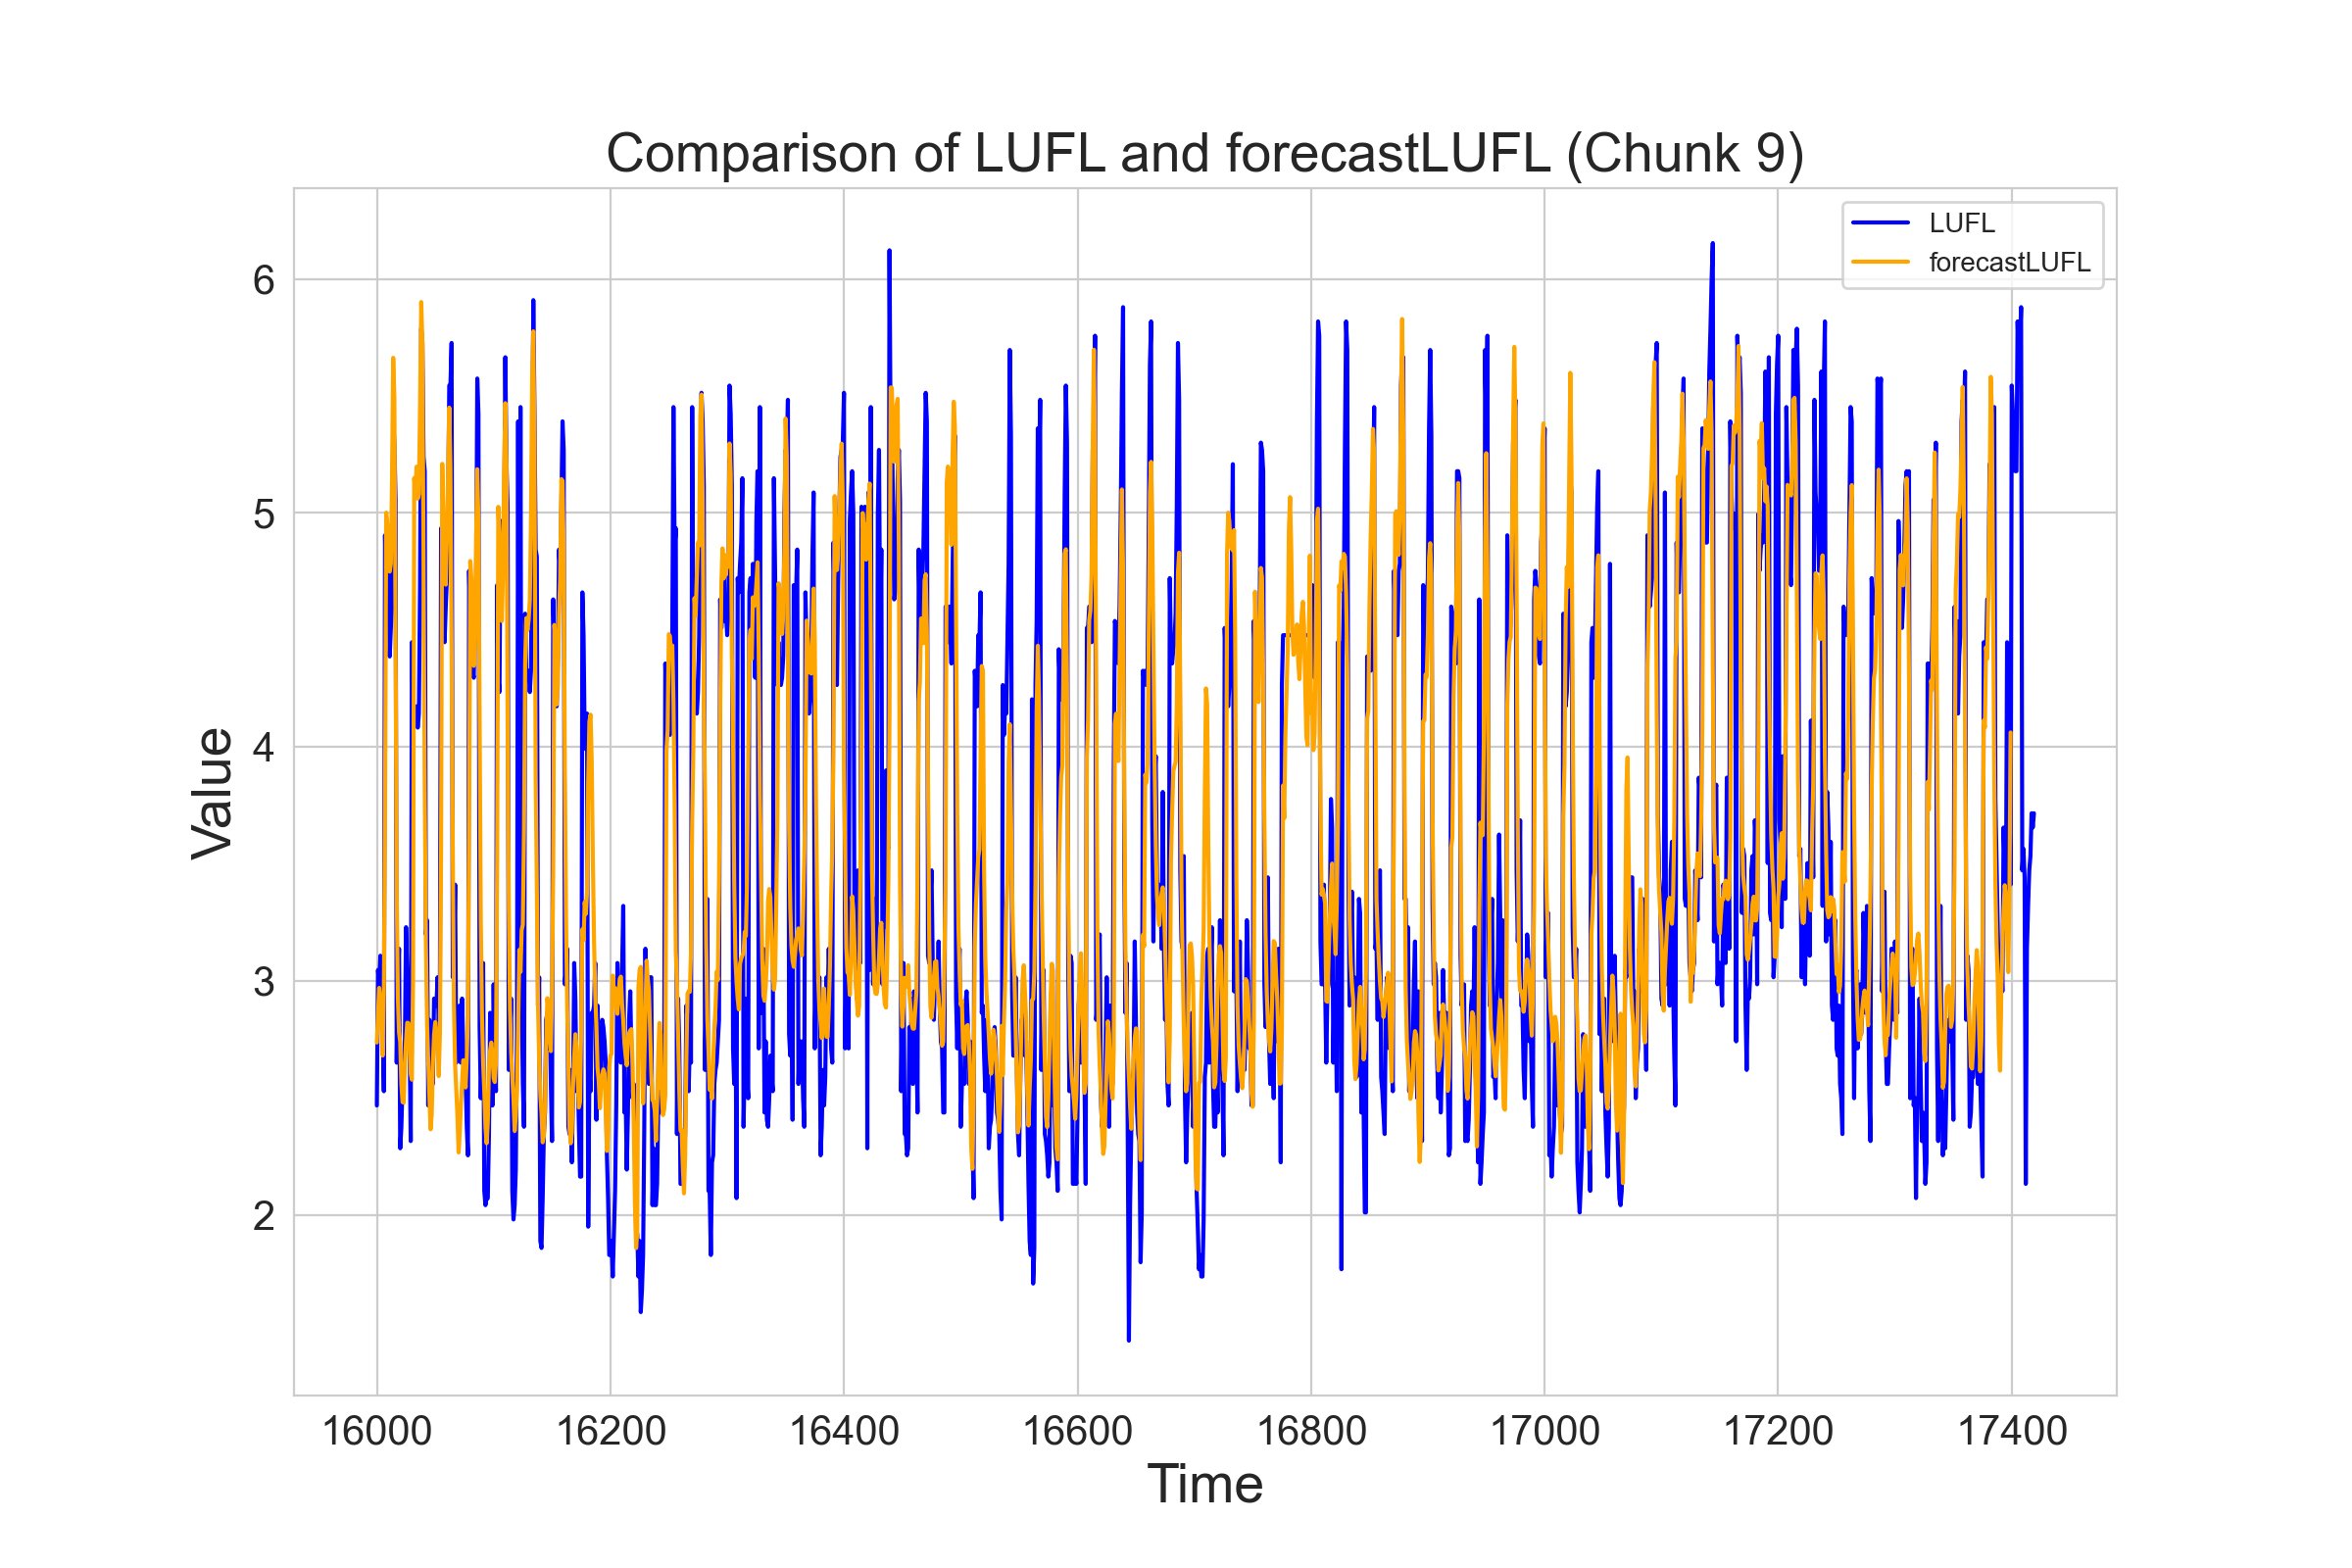 Comparison of LUFL and forecastLUFL (Chunk 9)
LUFL
forecastLUFL
6
5
4
3
2
Value
16000 16200 16400 16600 16800 17000 17200 17400
Time